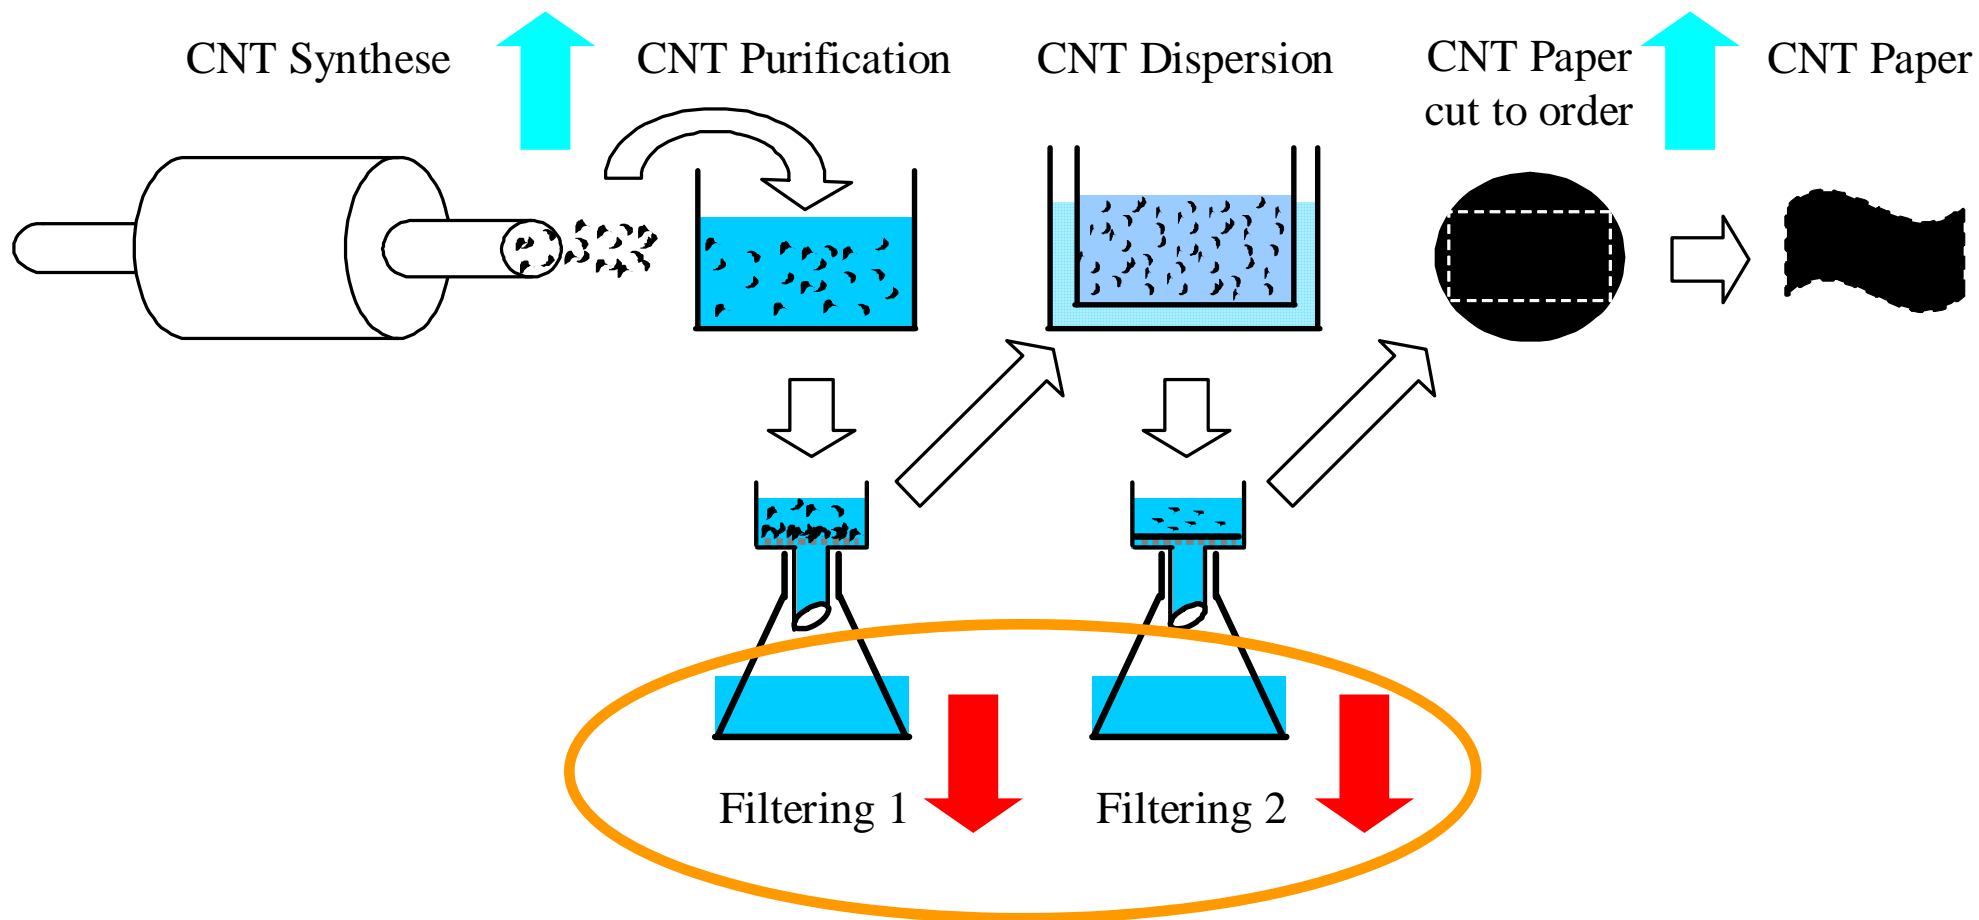 CNT Synthese
CNT Purification
CNT Dispersion
CNT Paper
cut to order
CNT Paper
Filtering 1
Filtering 2